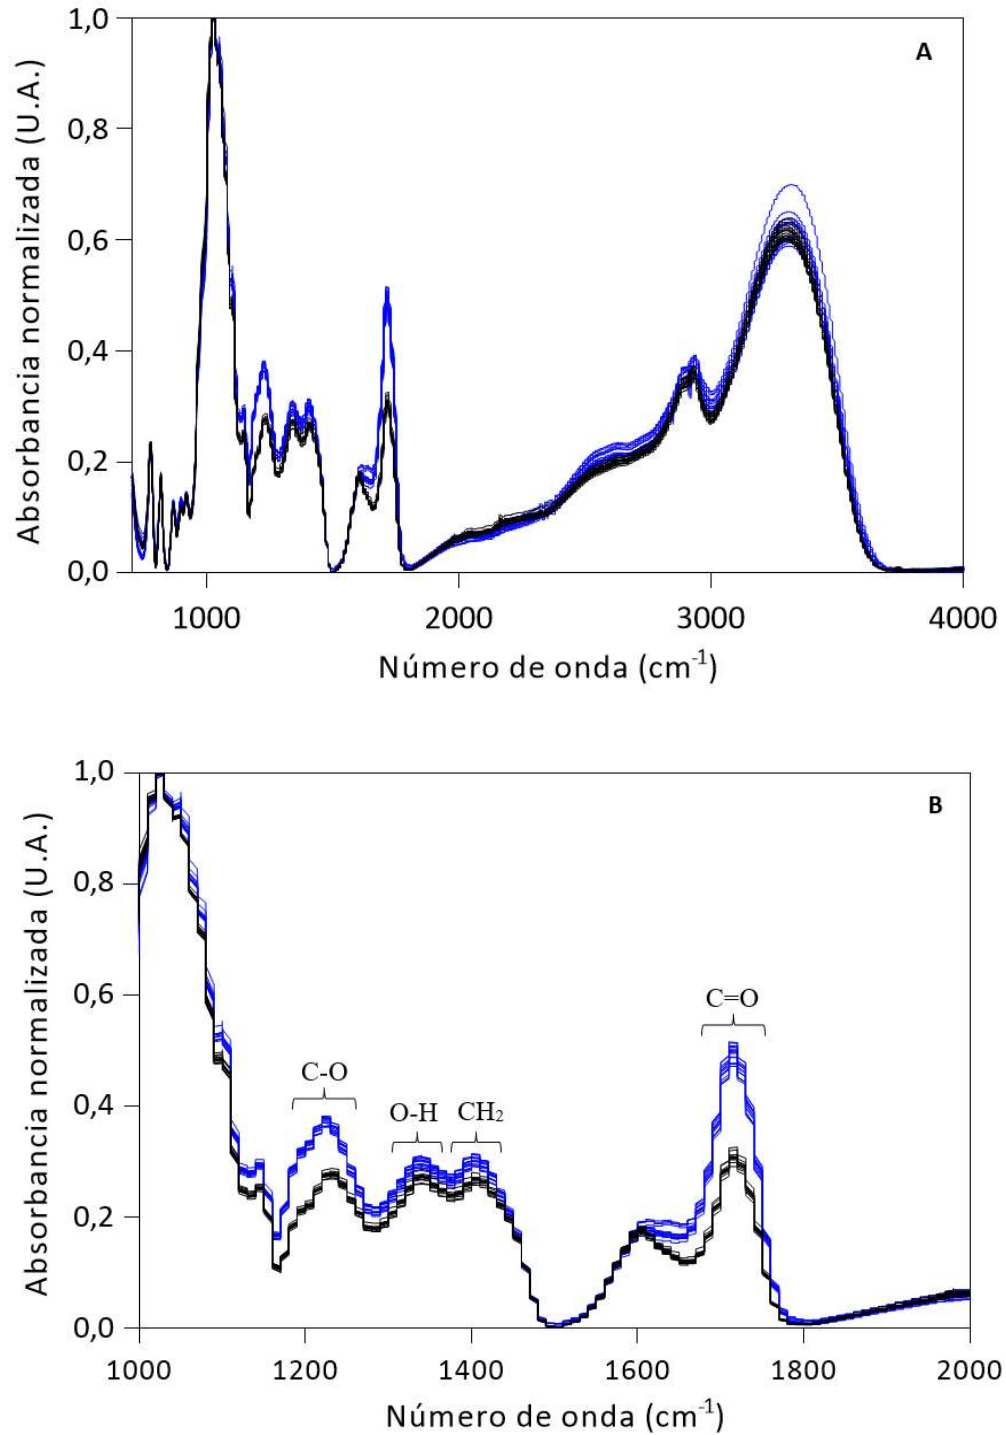 A
Absorbancia normalizada (U.A.)
1,0
0,8
0,6
0,4
0,2
0,0
1000 2000 3000 4000
Número de onda (cm-1)
B
Absorbancia normalizada (U.A.)
1,0
0,8
0,6
0,4
0,2
0,0
C=O
C-O
O-H CH2
1000 1200 1400 1600 1800 2000
Número de onda (cm-1)